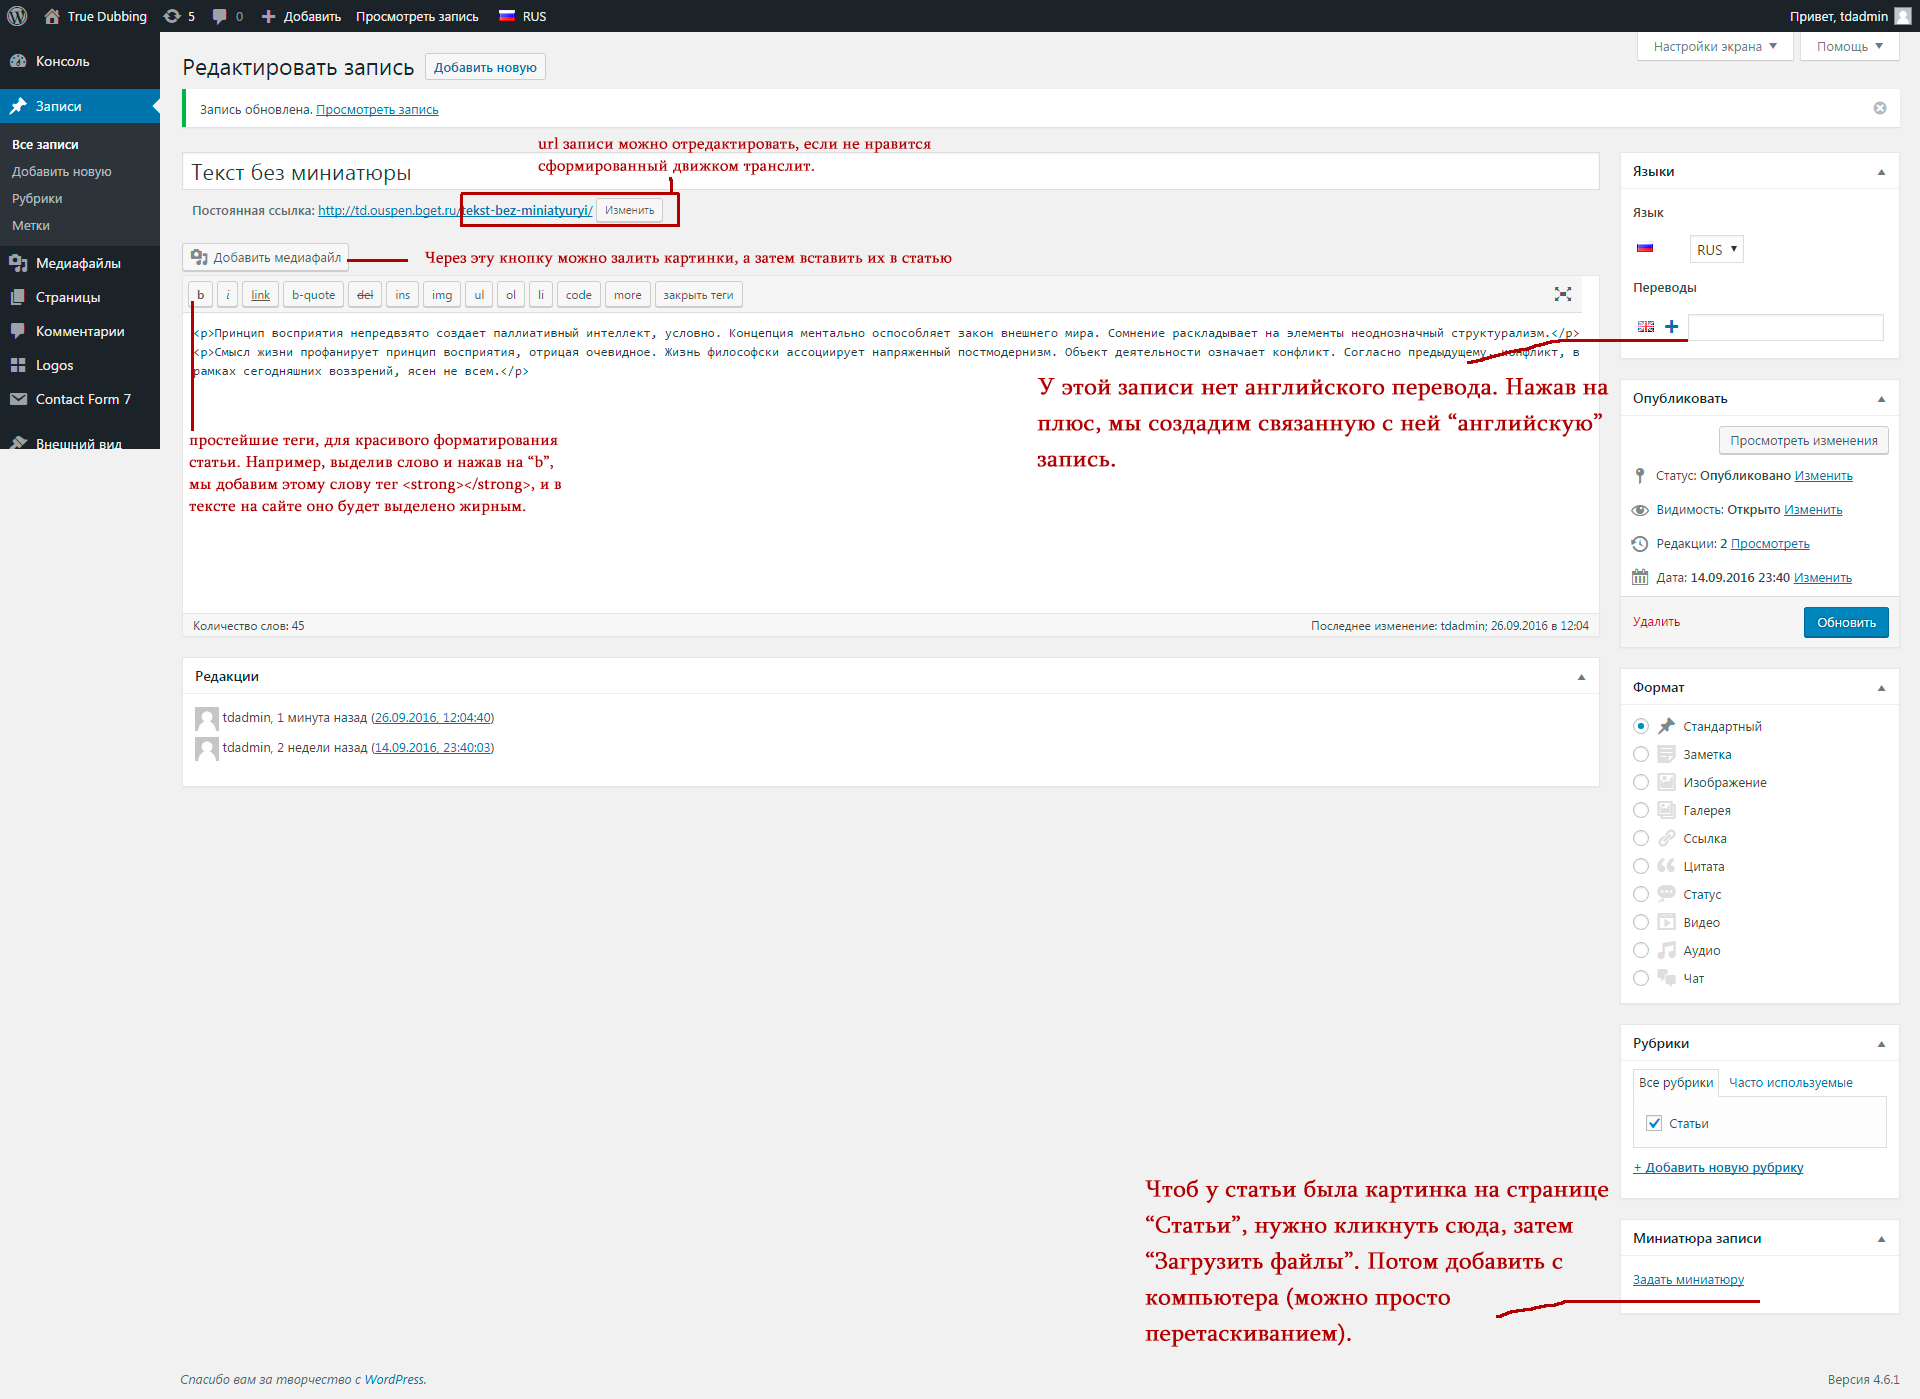 True Dubbing 5 0 Добавить Просмотреть запись RUS Привет, tdadmin
Консоль
Записи
Все записи
Добавить новую
Рубрики
Метки
Медиафайлы
Страницы
Комментарии
Logos
Contact Form 7
Внешний вид
Настройки экрана Помощь
Редактировать запись Добавить новую
Запись обновлена. Просмотреть запись
url записи можно отредактировать, если не нравится
сформированный движком транслит.
Текст без миниатюры
Постоянная ссылка: http://td.ouspen.bget.ru/tekst-bez-miniatyuryi/ Изменить
Добавить медиафайл
Через эту кнопку можно залить картинки, а затем вставить их в статью
b i link b-quote del ins img ul ol li code more закрыть теги
<p>Принцип восприятия непредвзято создает паллиативный интеллект, условно. Концепция ментально оспособляет закон внешнего мира. Сомнение раскладывает на элементы неоднозначный структурализм.</p>
<p>Смысл жизни профанирует принцип восприятия, отрицая очевидное. Жизнь философски ассоциирует напряженный постмодернизм. Объект деятельности означает конфликт. Согласно предыдущему, конфликт, в
рамках сегодняшних воззрений, ясен не всем.</p>
У этой записи нет английского перевода. Нажав на
плюс, мы создадим связанную с ней “английскую”
запись.
простейшие теги, для красивого форматирования
статьи. Например, выделив слово и нажав на “b”,
мы добавим этому слову тег <strong></strong>, и в
тексте на сайте оно будет выделено жирным.
Количество слов: 45 Последнее изменение: tdadmin; 26.09.2016 в 12:04
Редакции
tdadmin, 1 минута назад (26.09.2016, 12:04:40)
tdadmin, 2 недели назад (14.09.2016, 23:40:03)
Языки
Язык
RUS
Переводы
Опубликовать
Просмотреть изменения
Статус: Опубликовано Изменить
Видимость: Открыто Изменить
Редакции: 2 Просмотреть
Дата: 14.09.2016 23:40 Изменить
Удалить Обновить
Формат
Стандартный
Заметка
Изображение
Галерея
Ссылка
Цитата
Статус
Видео
Аудио
Чат
Рубрики
Все рубрики Часто используемые
Статьи
+ Добавить новую рубрику
Чтоб у статьи была картинка на странице
“Статьи”, нужно кликнуть сюда, затем
“Загрузить файлы”. Потом добавить с
компьютера (можно просто
перетаскиванием).
Миниатюра записи
Задать миниатюру
Спасибо вам за творчество с WordPress. Версия 4.6.1